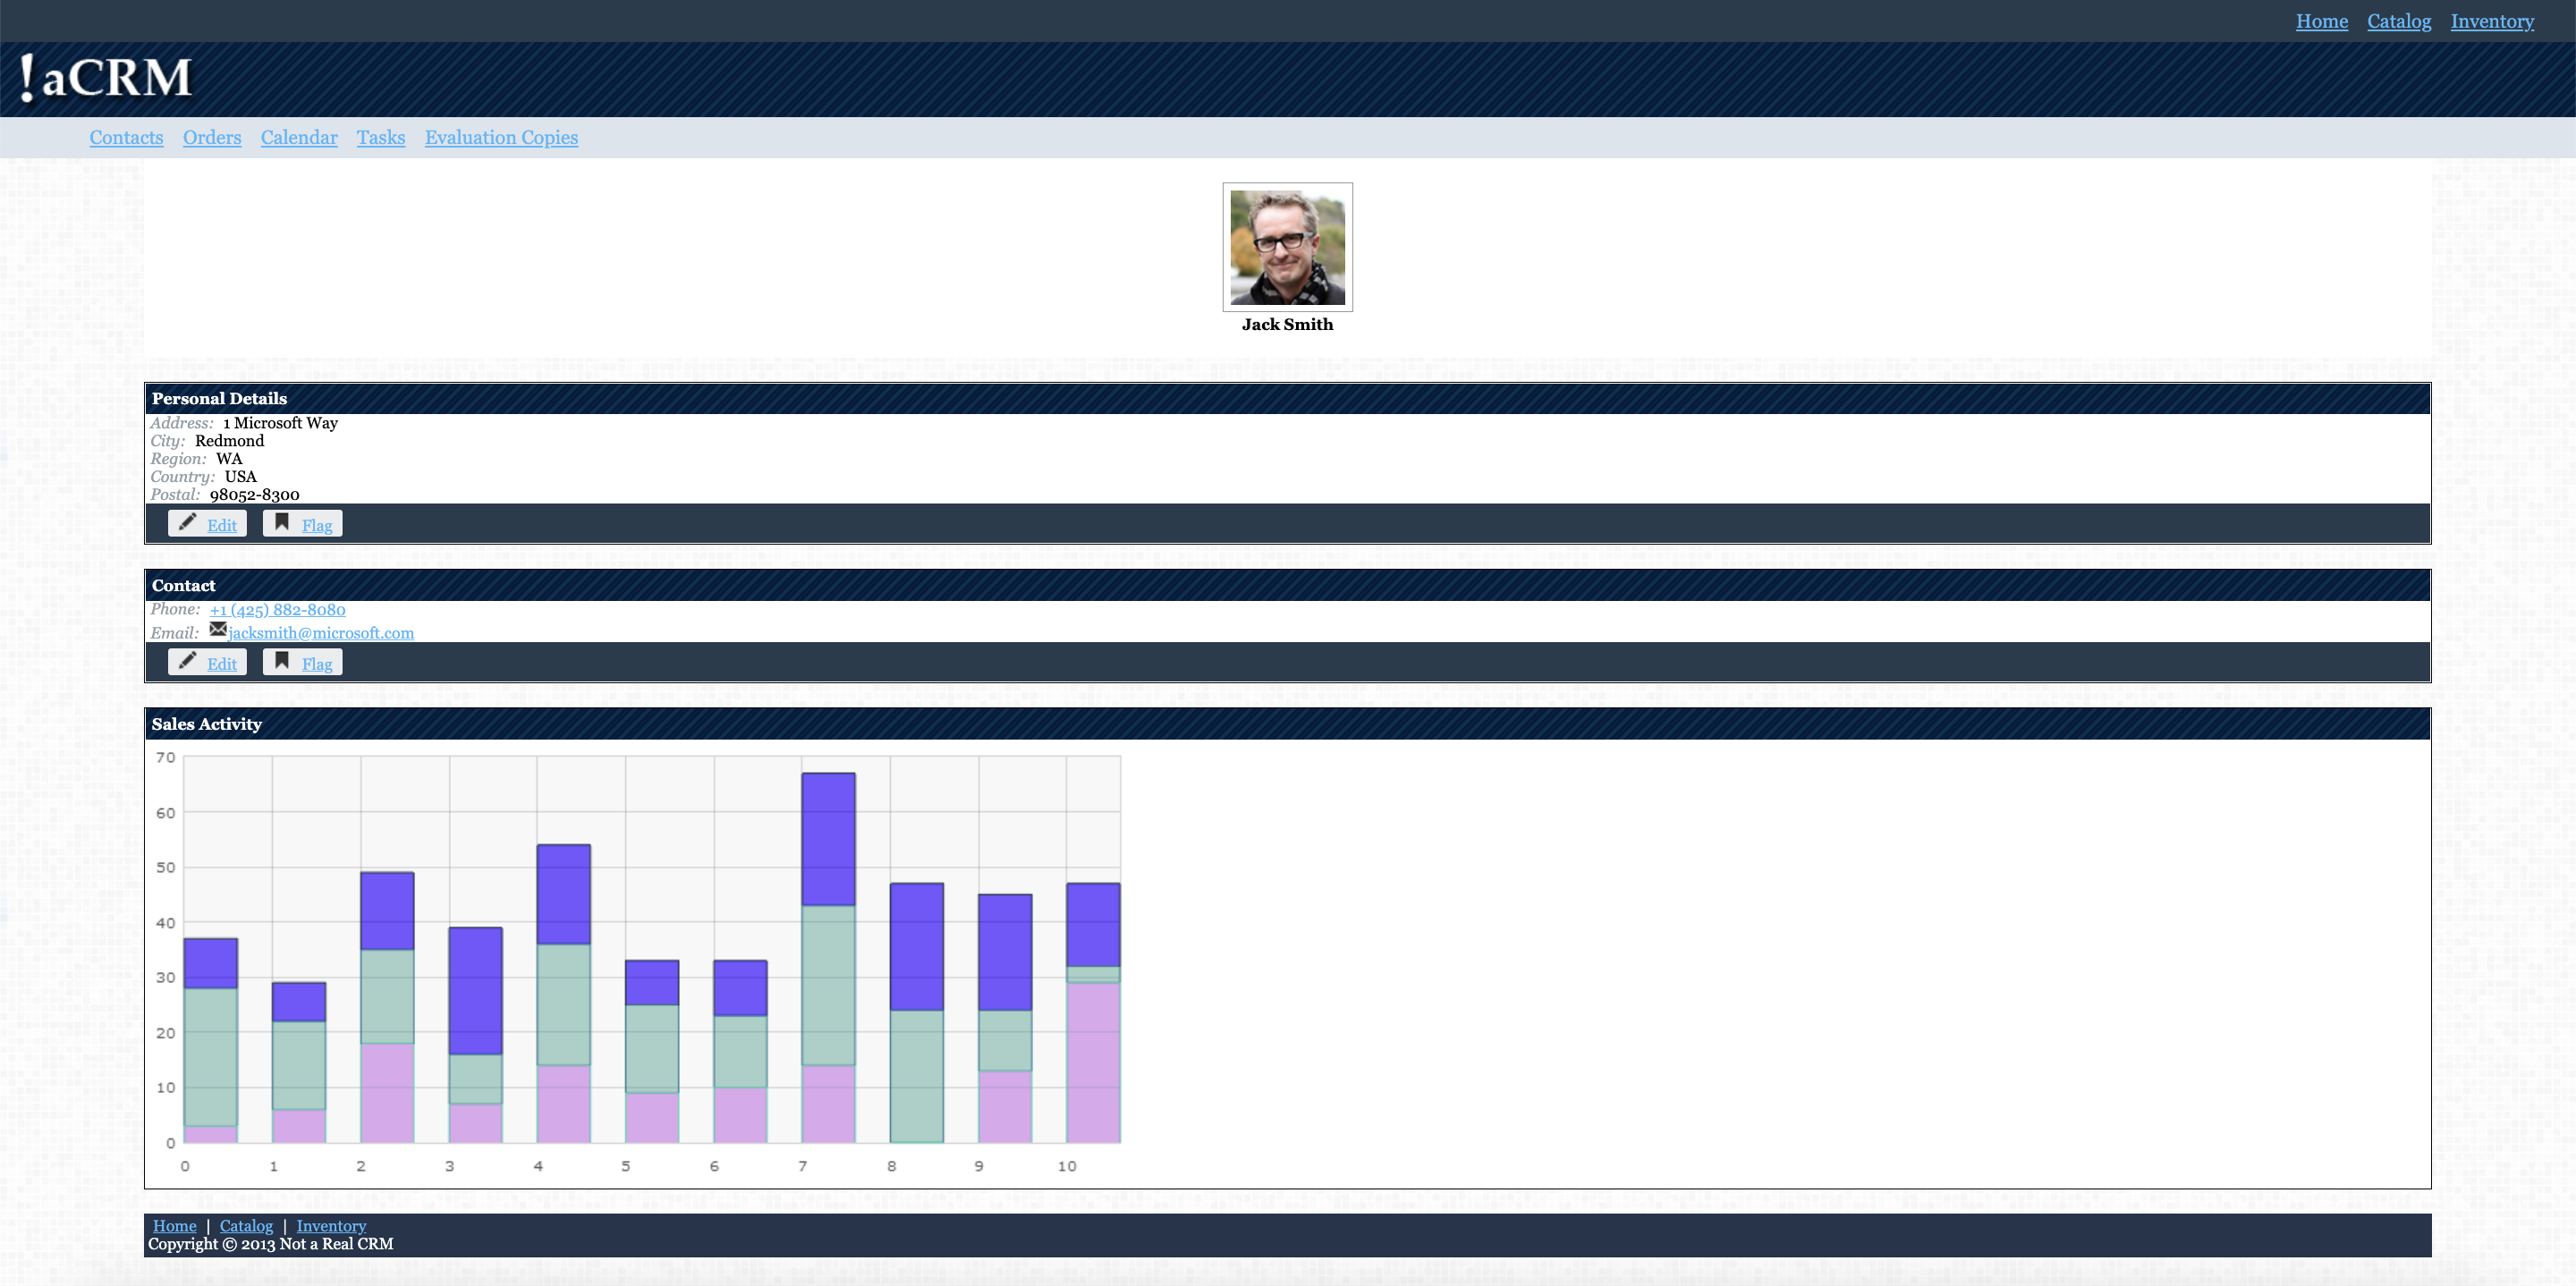 Home Catalog Inventory
!aCRM
Contacts Orders Calendar Tasks Evaluation Copies
Jack Smith
Personal Details
Address: 1 Microsoft Way
City: Redmond
Region: WA
Country: USA
Postal: 98052-8300
Edit Flag
Contact
Phone: +1 (425) 882-8080
Email: jacksmith@microsoft.com
Edit Flag
Sales Activity
70
60
50
40
30
20
10
0
0 1 2 3 4 5 6 7 8 9 10
Home | Catalog | Inventory
Copyright © 2013 Not a Real CRM